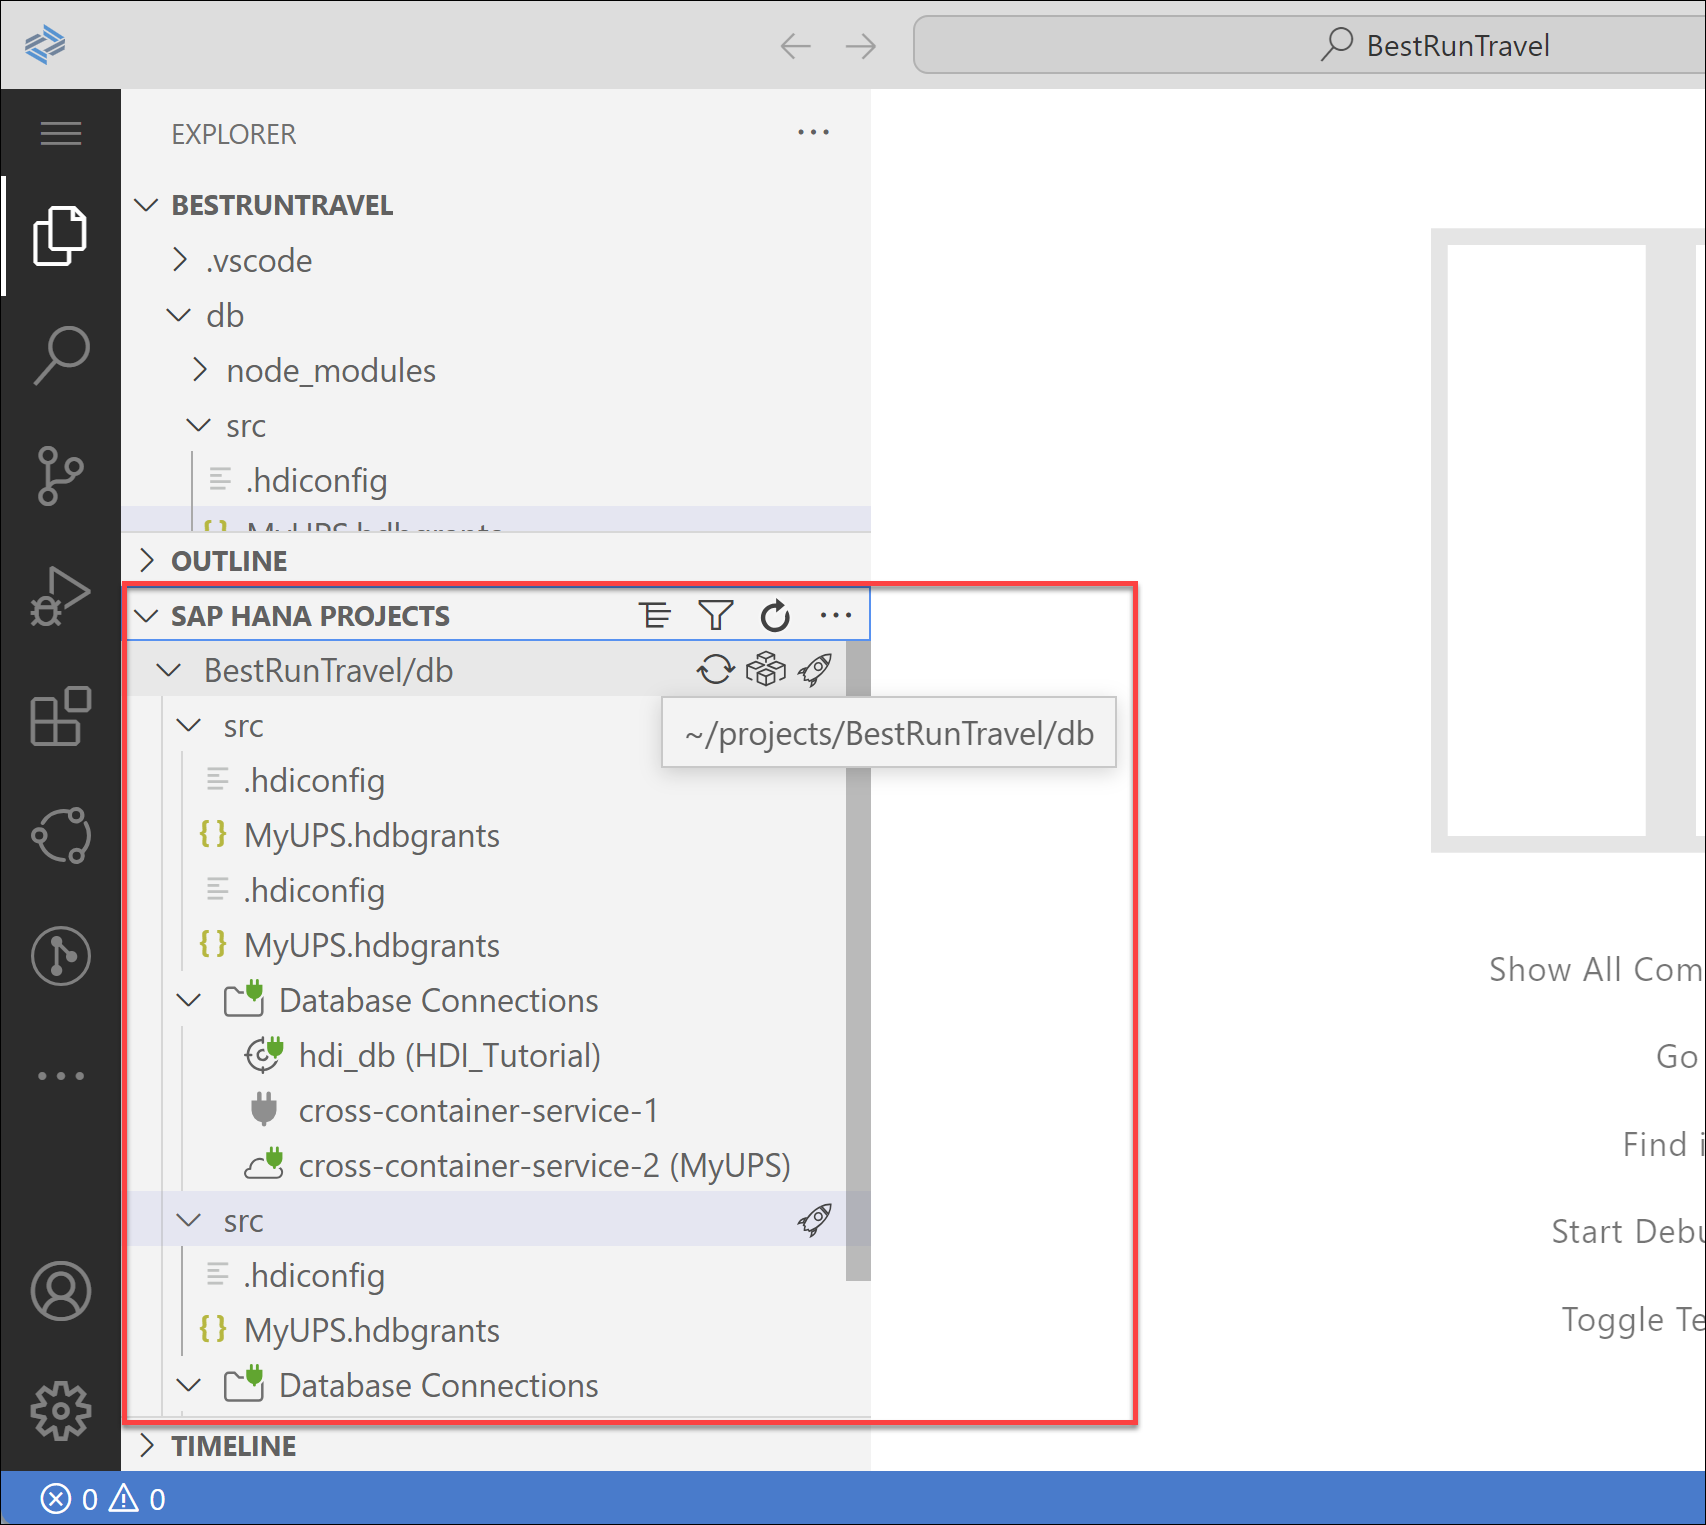 BestRunTravel
EXPLORER
BESTRUNTRAVEL
.vscode
db
node_modules
src
.hdiconfig
MyUPS.hdbgrants
OUTLINE
SAP HANA PROJECTS
BestRunTravel/db
~/projects/BestRunTravel/db
src
.hdiconfig
MyUPS.hdbgrants
.hdiconfig
MyUPS.hdbgrants
Database Connections
hdi_db (HDI_Tutorial)
cross-container-service-1
cross-container-service-2 (MyUPS)
src
.hdiconfig
MyUPS.hdbgrants
Database Connections
TIMELINE
Show All Com
Go
Find i
Start Debu
Toggle Te
0 0